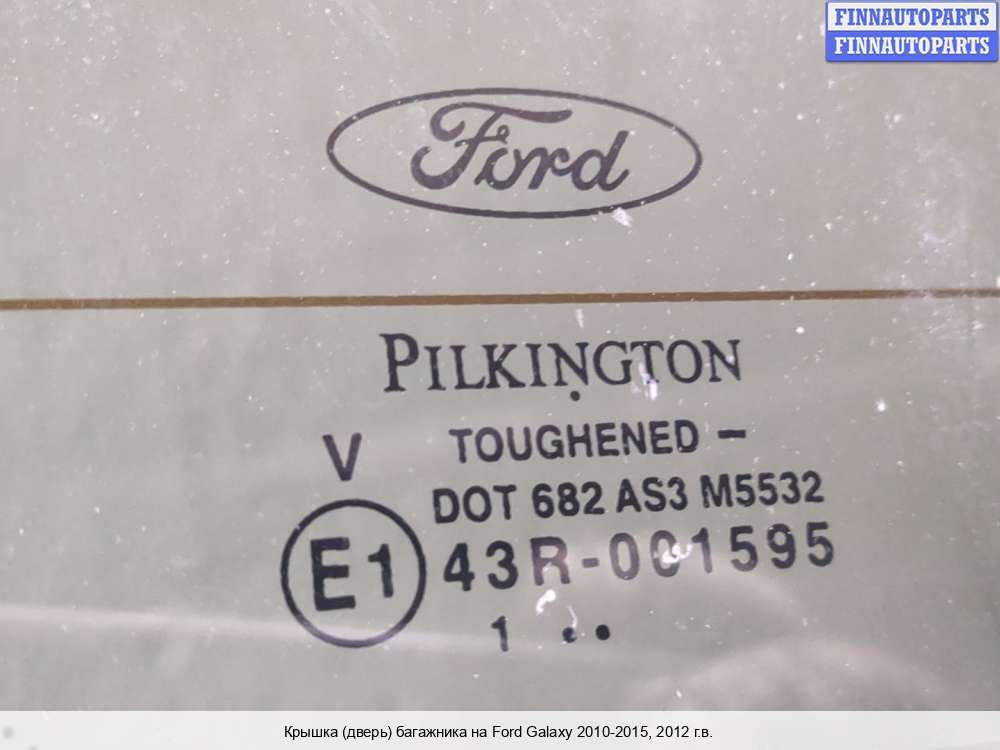 FINNAUTOPARTS
FINNAUTOPARTS
Ford
PILKINGTON
V TOUGHENED –
DOT 682 AS3 M5532
E1 43R-001595
1 ..
Крышка (дверь) багажника на Ford Galaxy 2010-2015, 2012 г.в.